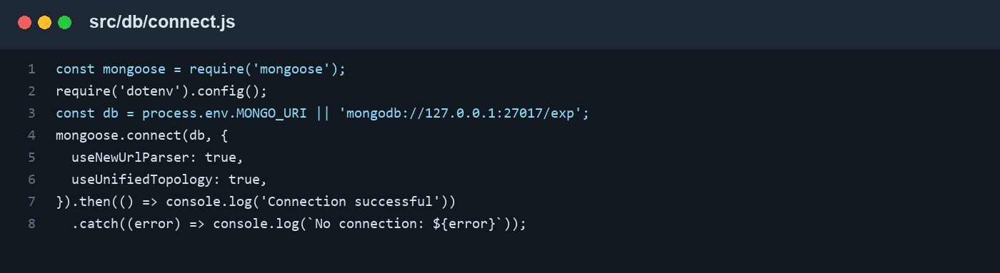 src/db/connect.js
1 const mongoose = require('mongoose');
2 require('dotenv').config();
3 const db = process.env.MONGO_URI || 'mongodb://127.0.0.1:27017/exp';
4 mongoose.connect(db, {
5   useNewUrlParser: true,
6   useUnifiedTopology: true,
7 }).then(() => console.log('Connection successful'))
8   .catch((error) => console.log(`No connection: ${error}`));